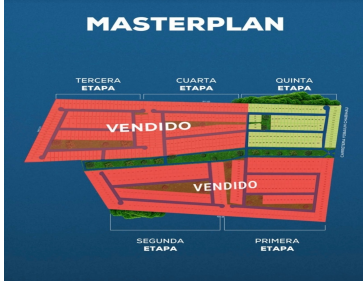 MASTERPLAN
TERCERA
ETAPA
CUARTA
ETAPA
QUINTA
ETAPA
VENDIDO
VENDIDO
SEGUNDA
ETAPA
PRIMERA
ETAPA